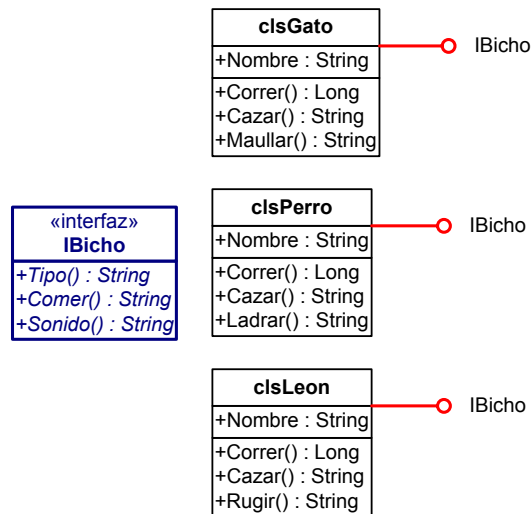 clsGato
+Nombre : String
+Correr() : Long
+Cazar() : String
+Maullar() : String
IBicho
«interfaz»
IBicho
+Tipo() : String
+Comer() : String
+Sonido() : String
clsPerro
+Nombre : String
+Correr() : Long
+Cazar() : String
+Ladrar() : String
IBicho
clsLeon
+Nombre : String
+Correr() : Long
+Cazar() : String
+Rugir() : String
IBicho